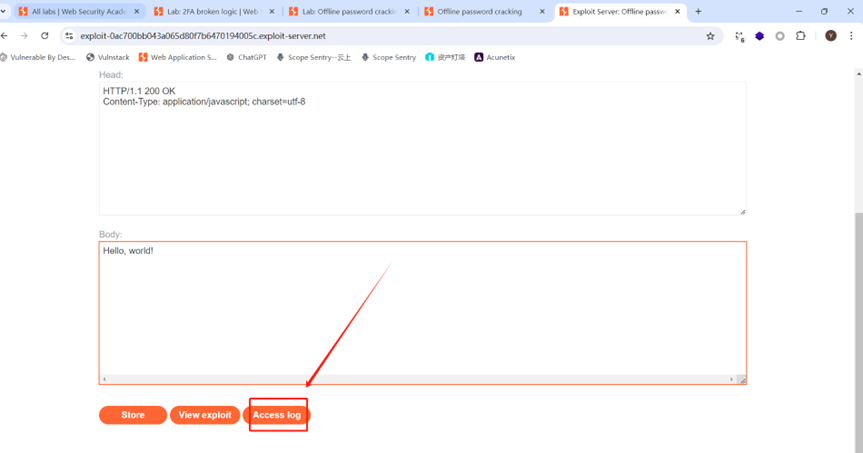 All labs | Web Security Acade
Lab: 2FA broken logic | Web S
Lab: Offline password crackin
Offline password cracking
Exploit Server: Offline passwo
exploit-0ac700bb043a065d80f7b6470194005c.exploit-server.net
6
Y
Vulnerable By Des...
Vulnstack
Web Application S...
ChatGPT
Scope Sentry--云上
Scope Sentry
资产灯塔
Acunetix
Head:
HTTP/1.1 200 OK
Content-Type: application/javascript; charset=utf-8
Body:
Hello, world!
Store
View exploit
Access log